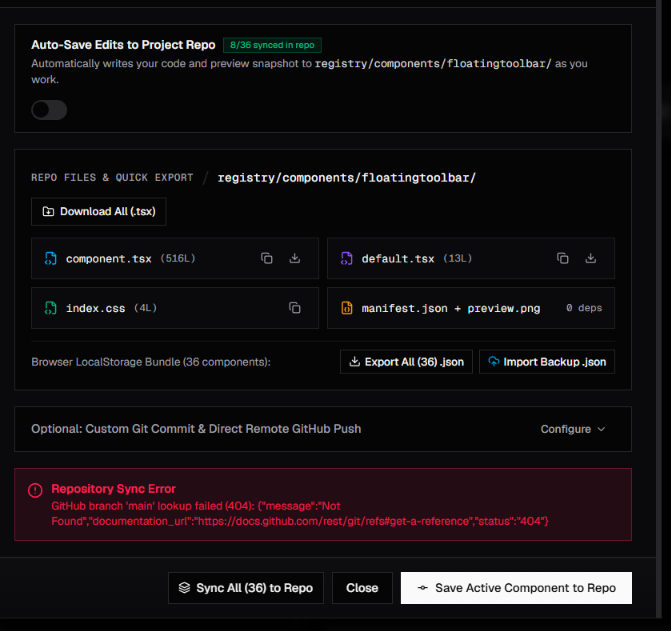 Auto-Save Edits to Project Repo 8/36 synced in repo
Automatically writes your code and preview snapshot to registry/components/floatingtoolbar/ as you
work.
REPO FILES & QUICK EXPORT / registry/components/floatingtoolbar/
Download All (.tsx)
component.tsx (516L)
default.tsx (13L)
index.css (4L)
manifest.json + preview.png 0 deps
Browser LocalStorage Bundle (36 components):
Export All (36) .json
Import Backup .json
Optional: Custom Git Commit & Direct Remote GitHub Push
Configure
Repository Sync Error
GitHub branch 'main' lookup failed (404): {"message":"Not
Found","documentation_url":"https://docs.github.com/rest/git/refs#get-a-reference","status":"404"}
Sync All (36) to Repo
Close
Save Active Component to Repo